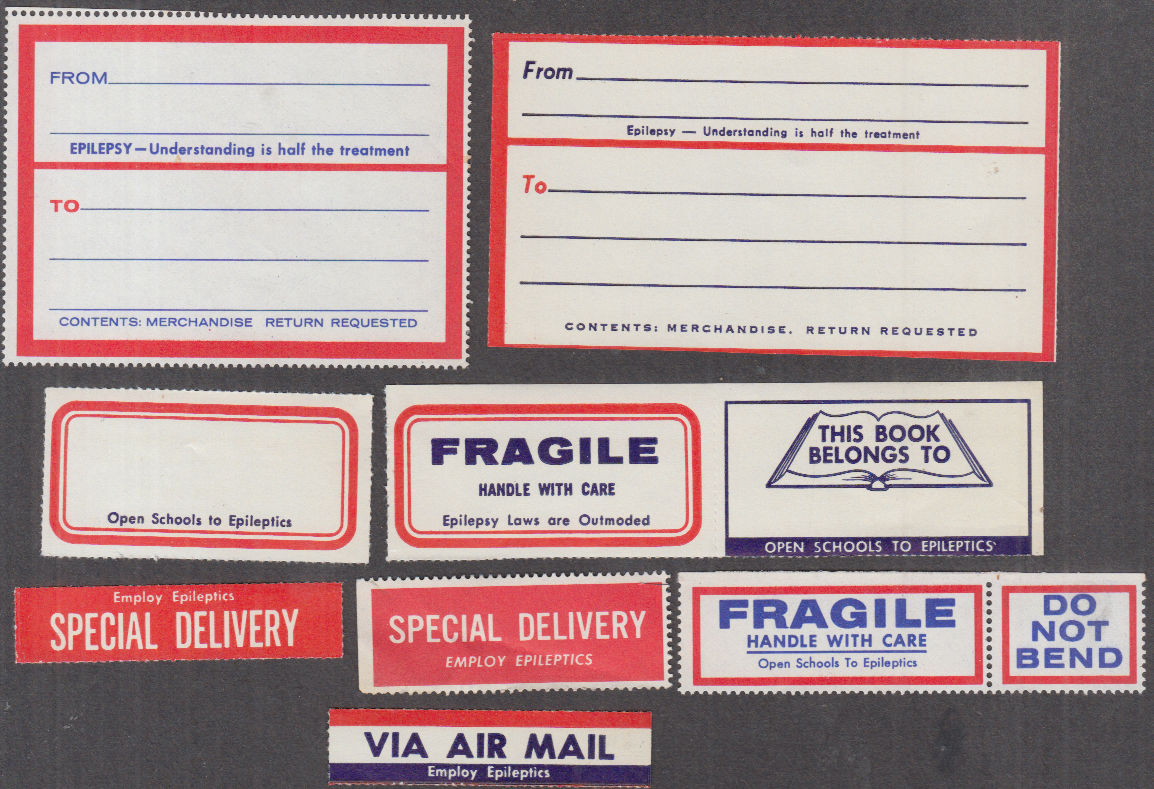 FROM
EPILEPSY—Understanding is half the treatment
TO
CONTENTS: MERCHANDISE RETURN REQUESTED
From
Epilepsy — Understanding is half the treatment
To
CONTENTS: MERCHANDISE. RETURN REQUESTED
Open Schools to Epileptics
FRAGILE
HANDLE WITH CARE
Epilepsy Laws are Outmoded
THIS BOOK
BELONGS TO
OPEN SCHOOLS TO EPILEPTICS
Employ Epileptics
SPECIAL DELIVERY
SPECIAL DELIVERY
EMPLOY EPILEPTICS
FRAGILE
HANDLE WITH CARE
Open Schools To Epileptics
DO
NOT
BEND
VIA AIR MAIL
Employ Epileptics